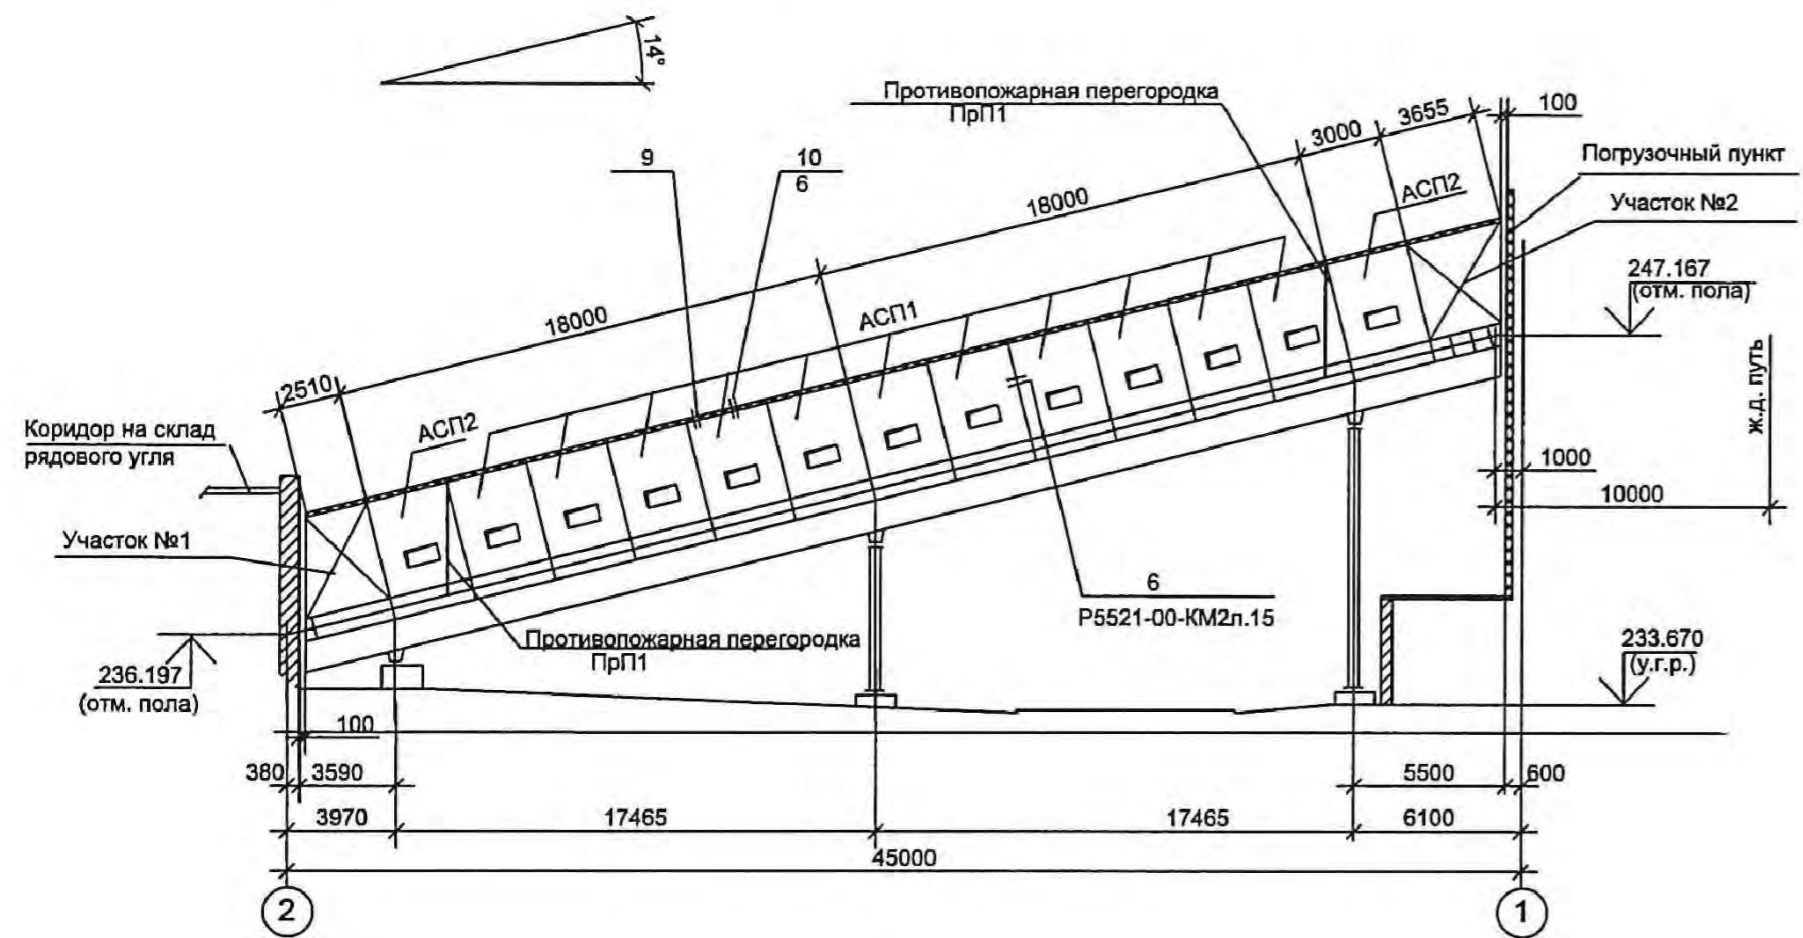 14°
Противопожарная перегородка
ПрП1
3000
3655
100
9
10
6
Погрузочный пункт
18000
АСП2
Участок №2
247.167
(отм. пола)
18000
АСП1
2510
АСП2
Коридор на склад
рядового угля
ж.д. путь
1000
10000
Участок №1
6
Р5521-00-КМ2л.15
Противопожарная перегородка
ПрП1
236.197
(отм. пола)
233.670
(у.г.р.)
100
380
3590
5500
600
3970
17465
17465
6100
45000
2
1